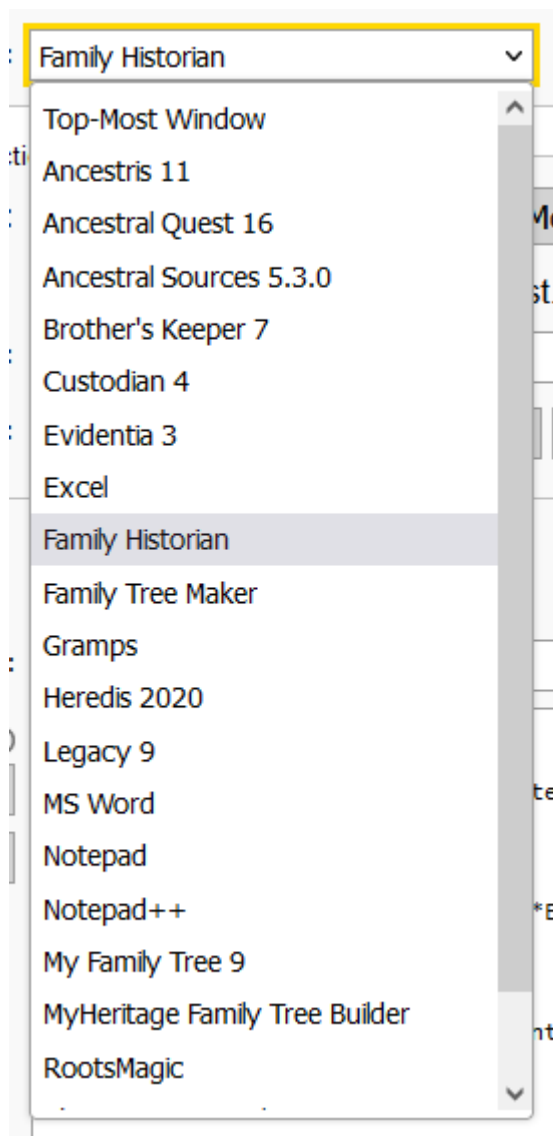 Family Historian
Top-Most Window
Ancestris 11
Ancestral Quest 16
Ancestral Sources 5.3.0
Brother's Keeper 7
Custodian 4
Evidentia 3
Excel
Family Historian
Family Tree Maker
Gramps
Heredis 2020
Legacy 9
MS Word
Notepad
Notepad++
My Family Tree 9
MyHeritage Family Tree Builder
RootsMagic